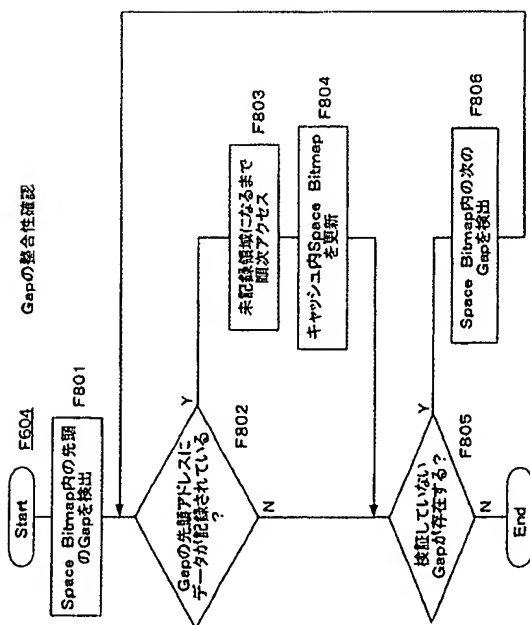 Gapの整合性確認
Start
F604
F801
Space Bitmap内の先頭
のGapを検出
Gapの先頭アドレスに
データが記録されている
?
F802
Y
N
F803
未記録領域になるまで
順次アクセス
F804
キャッシュ内Space Bitmap
を更新
検証していない
Gapが存在する?
F805
Y
N
F806
Space Bitmap内の次の
Gapを検出
End